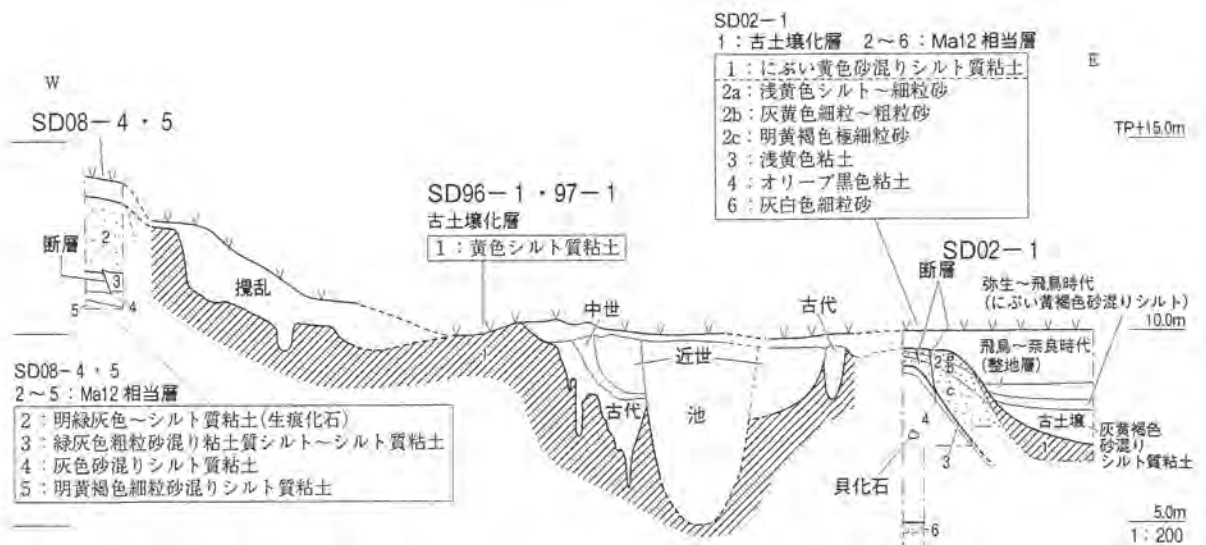 SD02-1
1：古土壌化層　2～6：Ma12相当層
1：にぶい黄色砂混りシルト質粘土
2a：浅黄色シルト～細粒砂
2b：灰黄色細粒～粗粒砂
2c：明黄褐色極細粒砂
3：浅黄色粘土
4：オリーブ黒色粘土
6：灰白色細粒砂
W
E
SD08-4・5
TP+15.0m
SD96-1・97-1
古土壌化層
1：黄色シルト質粘土
SD02-1
断層
2
3
5
4
攪乱
中世
古代
断層
弥生～飛鳥時代
(にぶい黄褐色砂混りシルト)
10.0m
1
近世
飛鳥～奈良時代
(整地層)
2
a
b
c
SD08-4・5
2～5：Ma12相当層
2：明緑灰色～シルト質粘土(生痕化石)
3：緑灰色粗粒砂混り粘土質シルト～シルト質粘土
4：灰色砂混りシルト質粘土
5：明黄褐色細粒砂混りシルト質粘土
古代
池
4
古土壌
1
灰黄褐色
砂混り
シルト質粘土
3
貝化石
6
5.0m
1：200